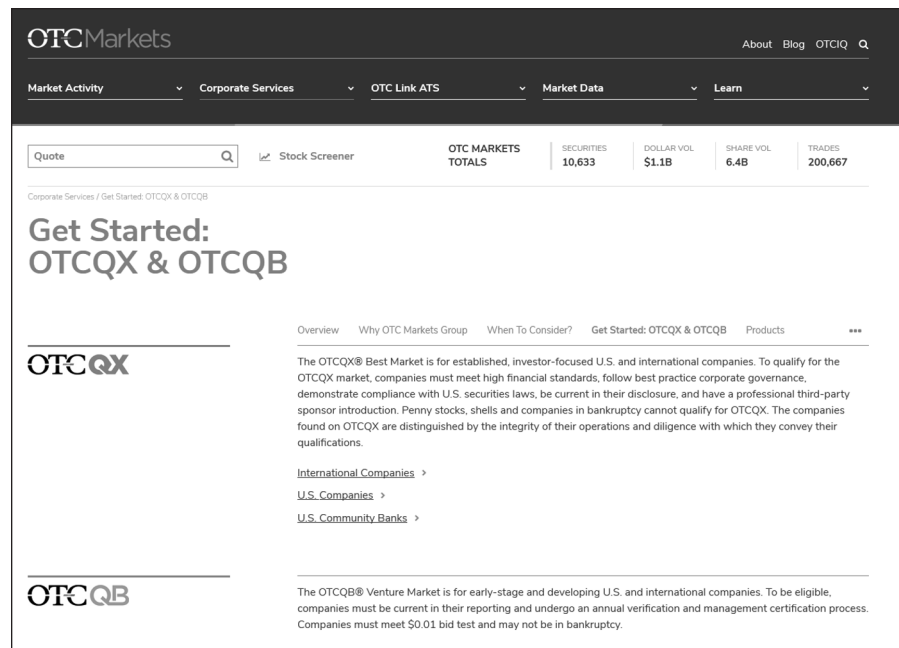 OTCMarkets
About Blog OTCIQ
Market Activity Corporate Services OTC Link ATS Market Data Learn
Quote
Stock Screener
OTC MARKETS TOTALS
SECURITIES 10,633
DOLLAR VOL $1.1B
SHARE VOL 6.4B
TRADES 200,667
Corporate Services / Get Started: OTCQX & OTCQB
Get Started:
OTCQX & OTCQB
Overview Why OTC Markets Group When To Consider? Get Started: OTCQX & OTCQB Products
OTCQX
The OTCQX® Best Market is for established, investor-focused U.S. and international companies. To qualify for the
OTCQX market, companies must meet high financial standards, follow best practice corporate governance,
demonstrate compliance with U.S. securities laws, be current in their disclosure, and have a professional third-party
sponsor introduction. Penny stocks, shells and companies in bankruptcy cannot qualify for OTCQX. The companies
found on OTCQX are distinguished by the integrity of their operations and diligence with which they convey their
qualifications.
International Companies
U.S. Companies
U.S. Community Banks
OTCQB
The OTCQB® Venture Market is for early-stage and developing U.S. and international companies. To be eligible,
companies must be current in their reporting and undergo an annual verification and management certification process.
Companies must meet $0.01 bid test and may not be in bankruptcy.